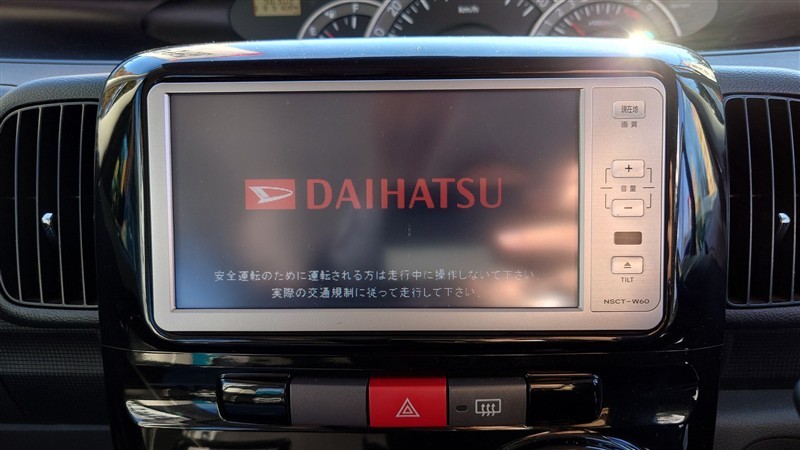 現在地
画質
DAIHATSU
+
音量
−
安全運転のために運転される方は走行中に操作しないで下さい。
実際の交通規制に従って走行して下さい。
TILT
NSCT-W60